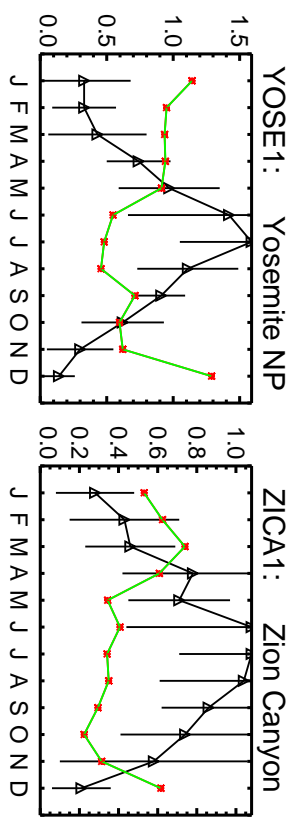 YOSE1: Yosemite NP
0.0 0.5 1.0 1.5
J F M A M J J A S O N D
ZICA1: Zion Canyon
0.0 0.2 0.4 0.6 0.8 1.0
J F M A M J J A S O N D